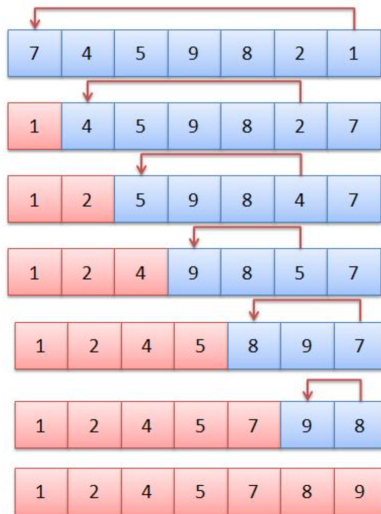 7 4 5 9 8 2 1
1 4 5 9 8 2 7
1 2 5 9 8 4 7
1 2 4 9 8 5 7
1 2 4 5 8 9 7
1 2 4 5 7 9 8
1 2 4 5 7 8 9